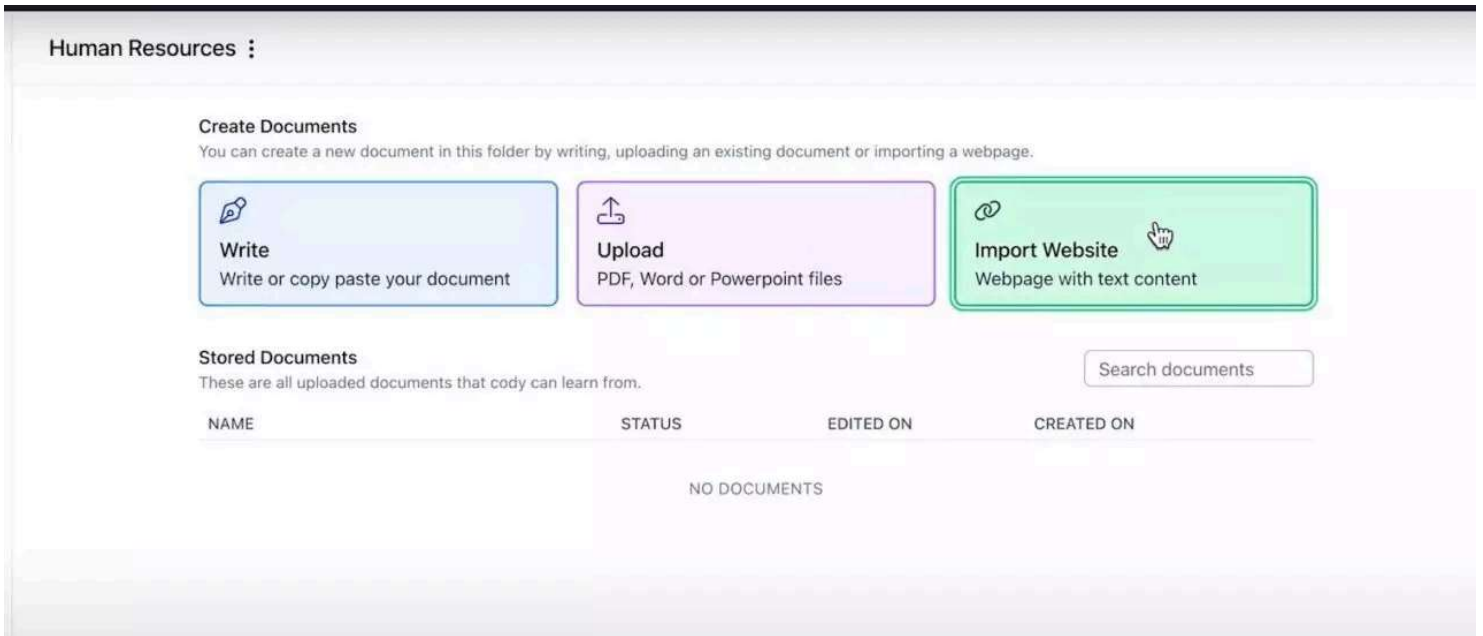 Human Resources
Create Documents
You can create a new document in this folder by writing, uploading an existing document or importing a webpage.
Write
Write or copy paste your document
Upload
PDF, Word or Powerpoint files
Import Website
Webpage with text content
Stored Documents
These are all uploaded documents that cody can learn from.
Search documents
NAME STATUS EDITED ON CREATED ON
NO DOCUMENTS